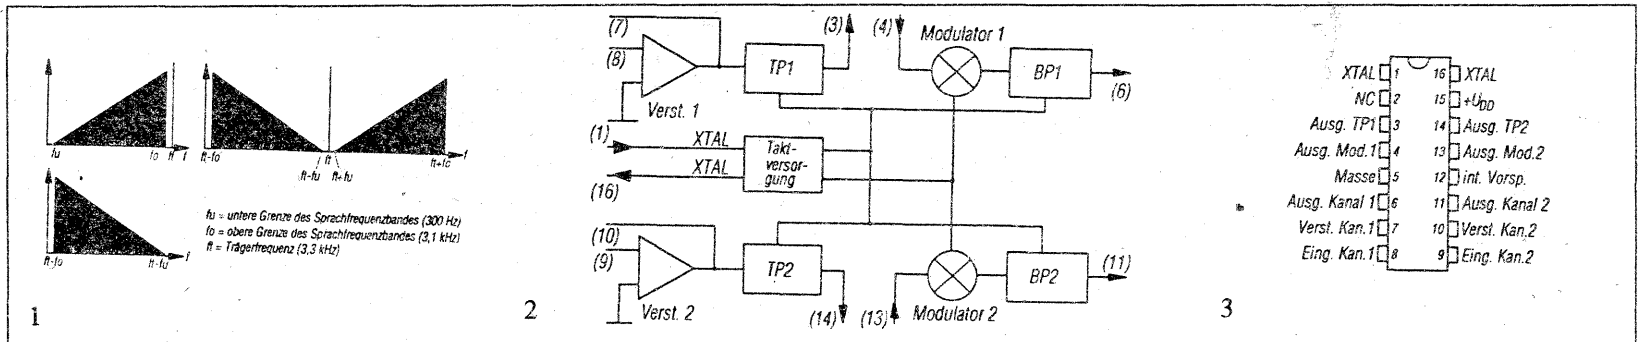 fu
fo
ft
f
ft-fo
ft-fu
ft
ft+fu
ft+fo
f
ft-fo
ft-fu
f
fu = untere Grenze des Sprachfrequenzbandes (300 Hz)
fo = obere Grenze des Sprachfrequenzbandes (3,1 kHz)
ft = Trägerfrequenz (3,3 kHz)
1
(7)
(8)
Verst. 1
TP1
(3)
(4)
Modulator 1
BP1
(6)
(1)
XTAL
XTAL
(16)
Takt-
versor-
gung
(10)
(9)
Verst. 2
TP2
(14)
(13)
Modulator 2
BP2
(11)
2
XTAL 1 16 XTAL
NC 2 15 +UDD
Ausg. TP1 3 14 Ausg. TP2
Ausg. Mod.1 4 13 Ausg. Mod.2
Masse 5 12 int. Vorsp.
Ausg. Kanal 1 6 11 Ausg. Kanal 2
Verst. Kan.1 7 10 Verst. Kan.2
Eing. Kan.1 8 9 Eing. Kan.2
3